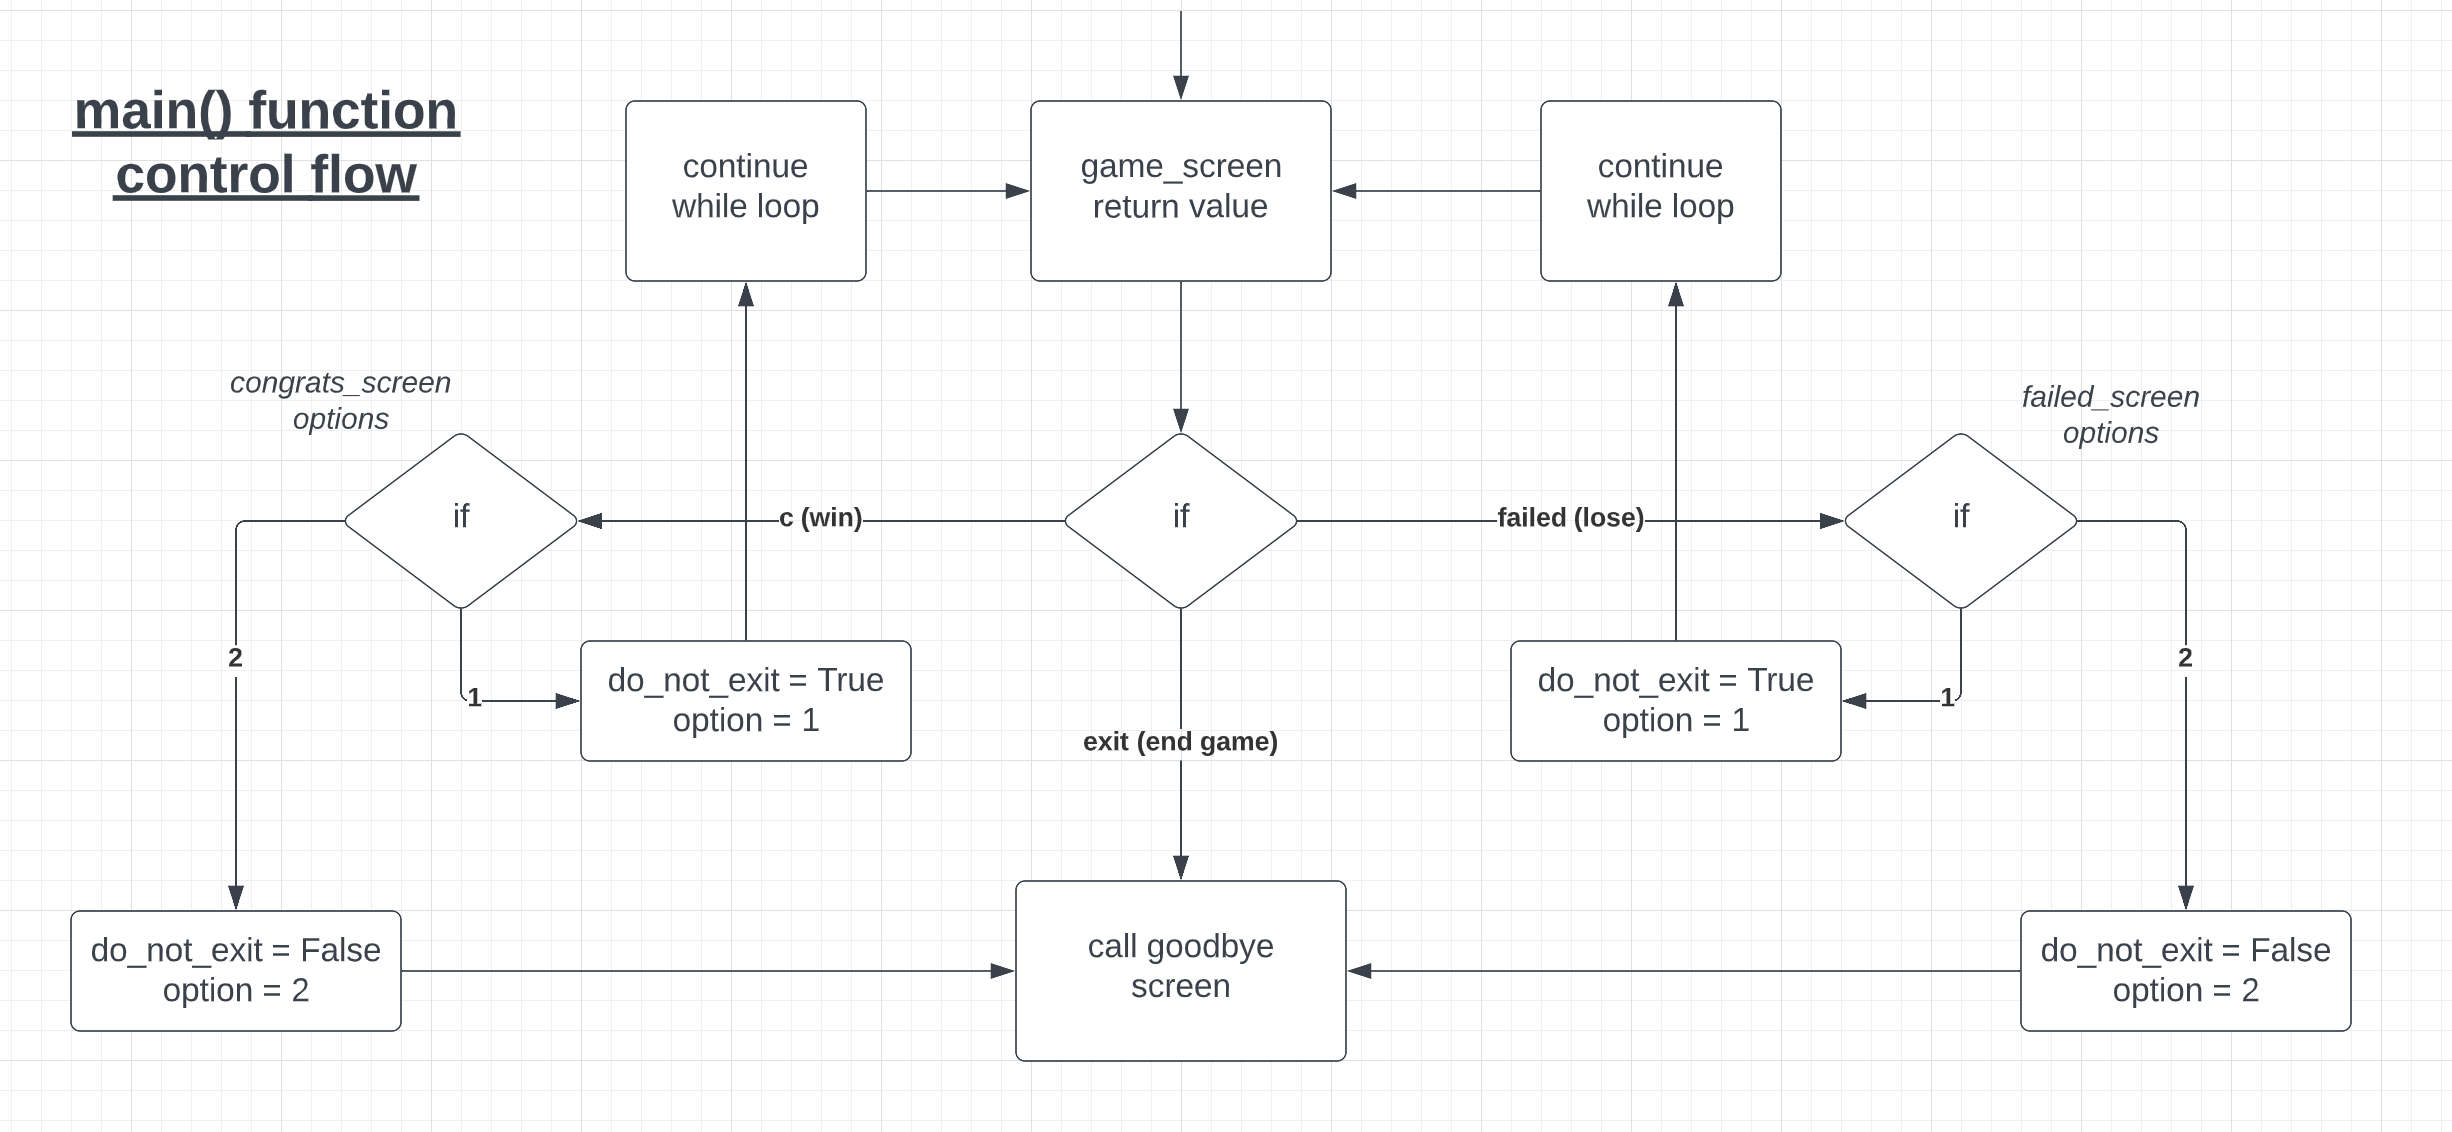 main() function
control flow
continue
while loop
game_screen
return value
continue
while loop
congrats_screen
options
failed_screen
options
if
c (win)
if
failed (lose)
if
2
1
do_not_exit = True
option = 1
exit (end game)
do_not_exit = True
option = 1
1
2
do_not_exit = False
option = 2
call goodbye
screen
do_not_exit = False
option = 2